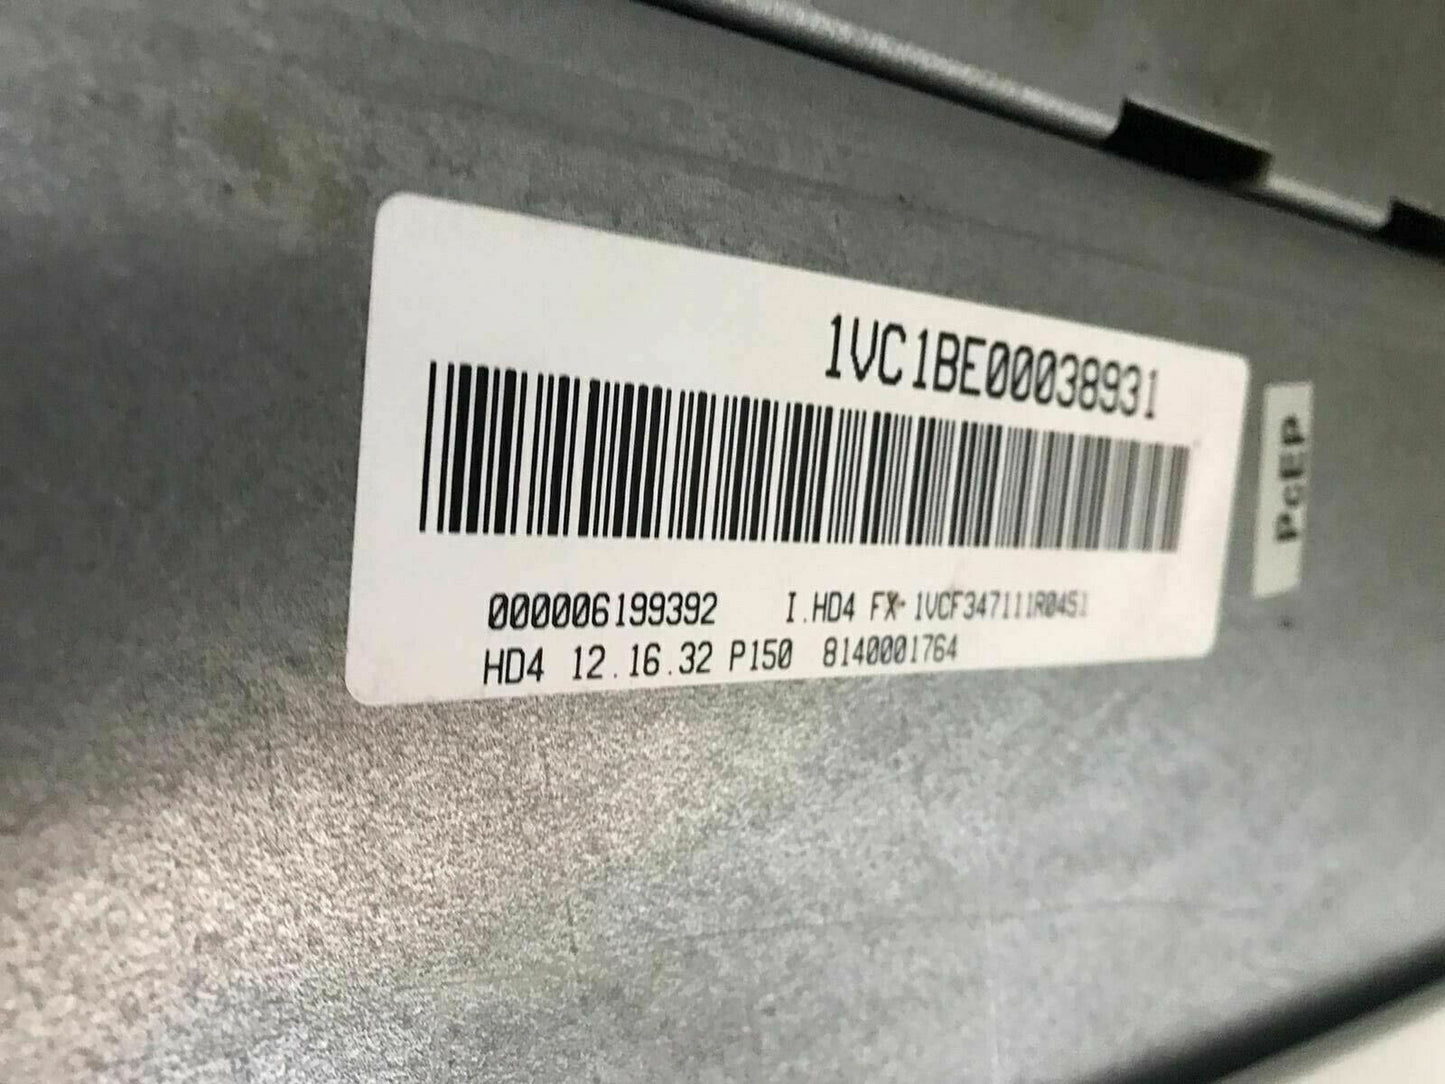 1VC1BE00038931
000006199392 I.HD4 FX- 1VCF347111R0451
HD4 12.16.32 P150 8140001764
PcEP